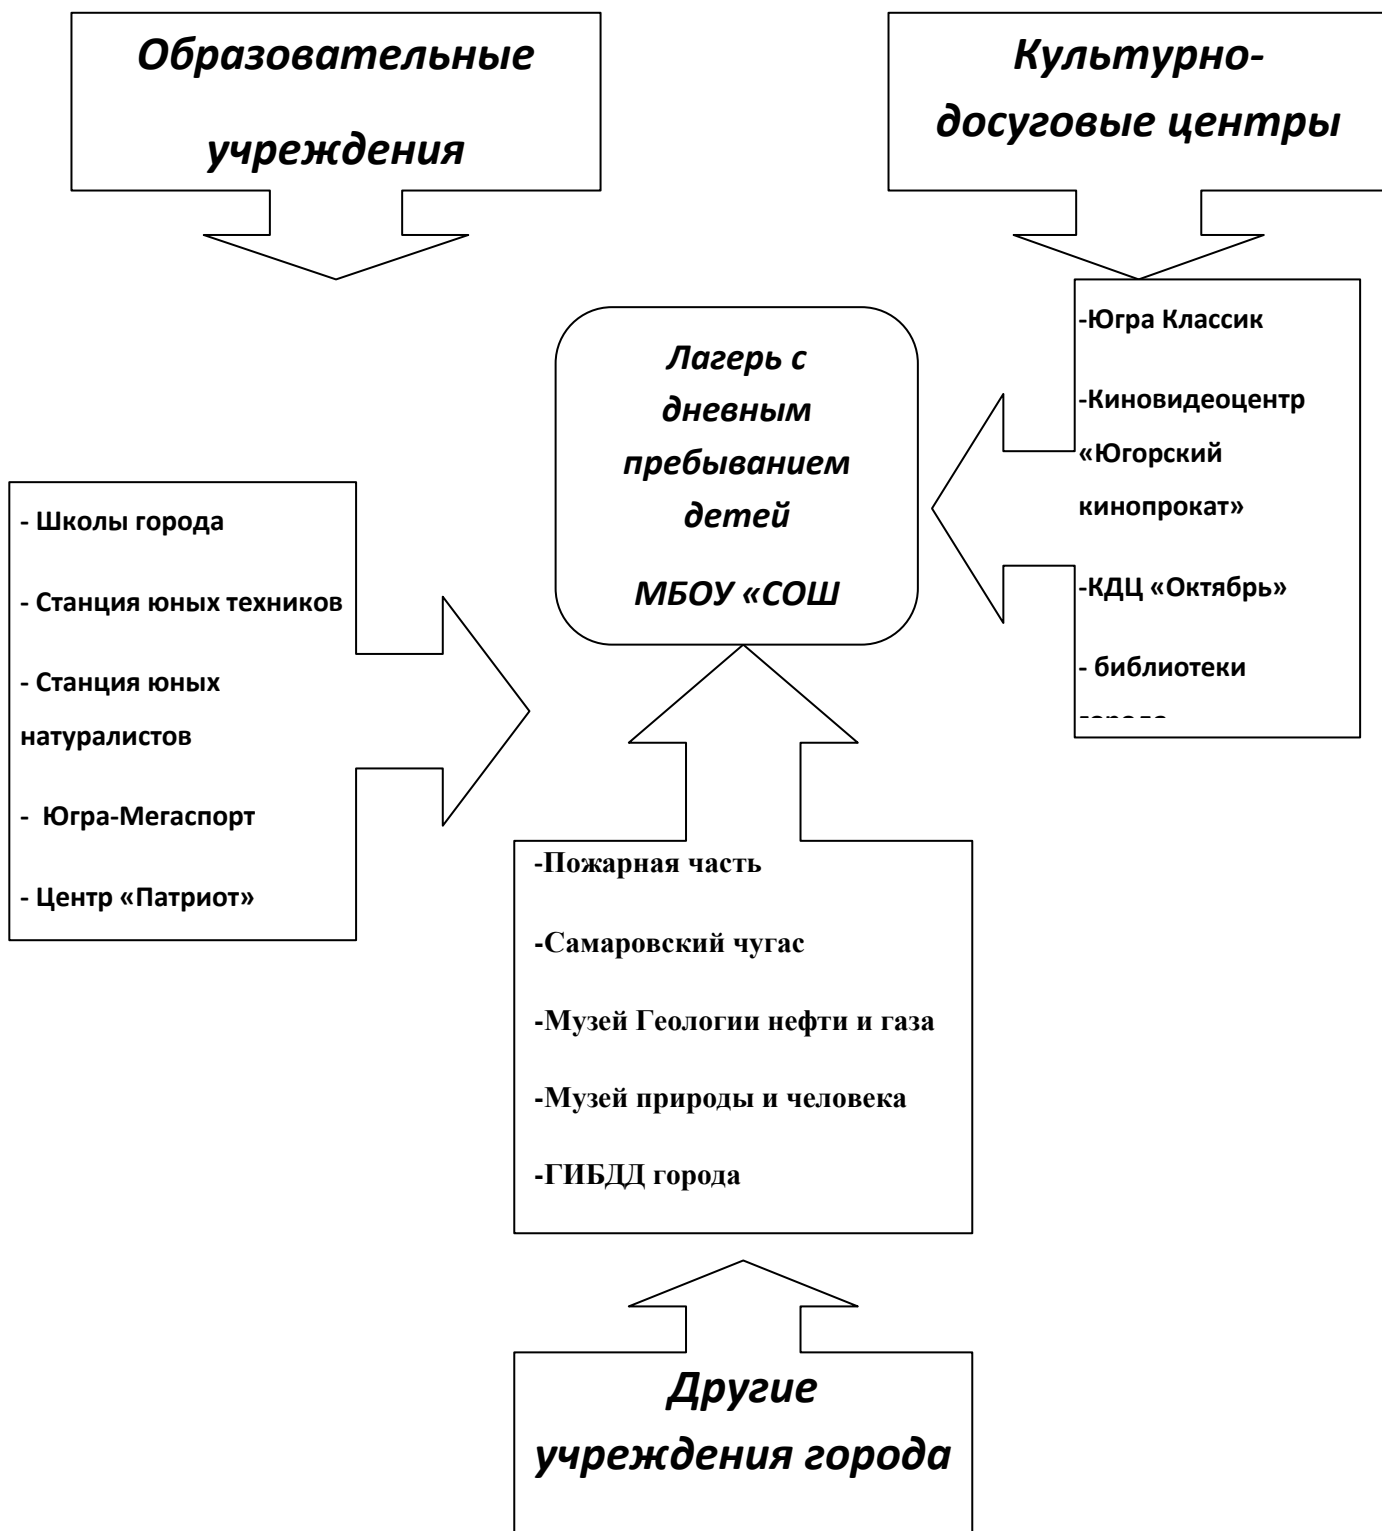 Образовательные
учреждения
Культурно-
досуговые центры
Лагерь с
дневным
пребыванием
детей
МБОУ «СОШ
-Югра Классик
-Киновидеоцентр
«Югорский
кинопрокат»
-КДЦ «Октябрь»
- библиотеки
- Школы города
- Станция юных техников
- Станция юных
натуралистов
- Югра-Мегаспорт
- Центр «Патриот»
-Пожарная часть
-Самаровский чугас
-Музей Геологии нефти и газа
-Музей природы и человека
-ГИБДД города
Другие
учреждения города